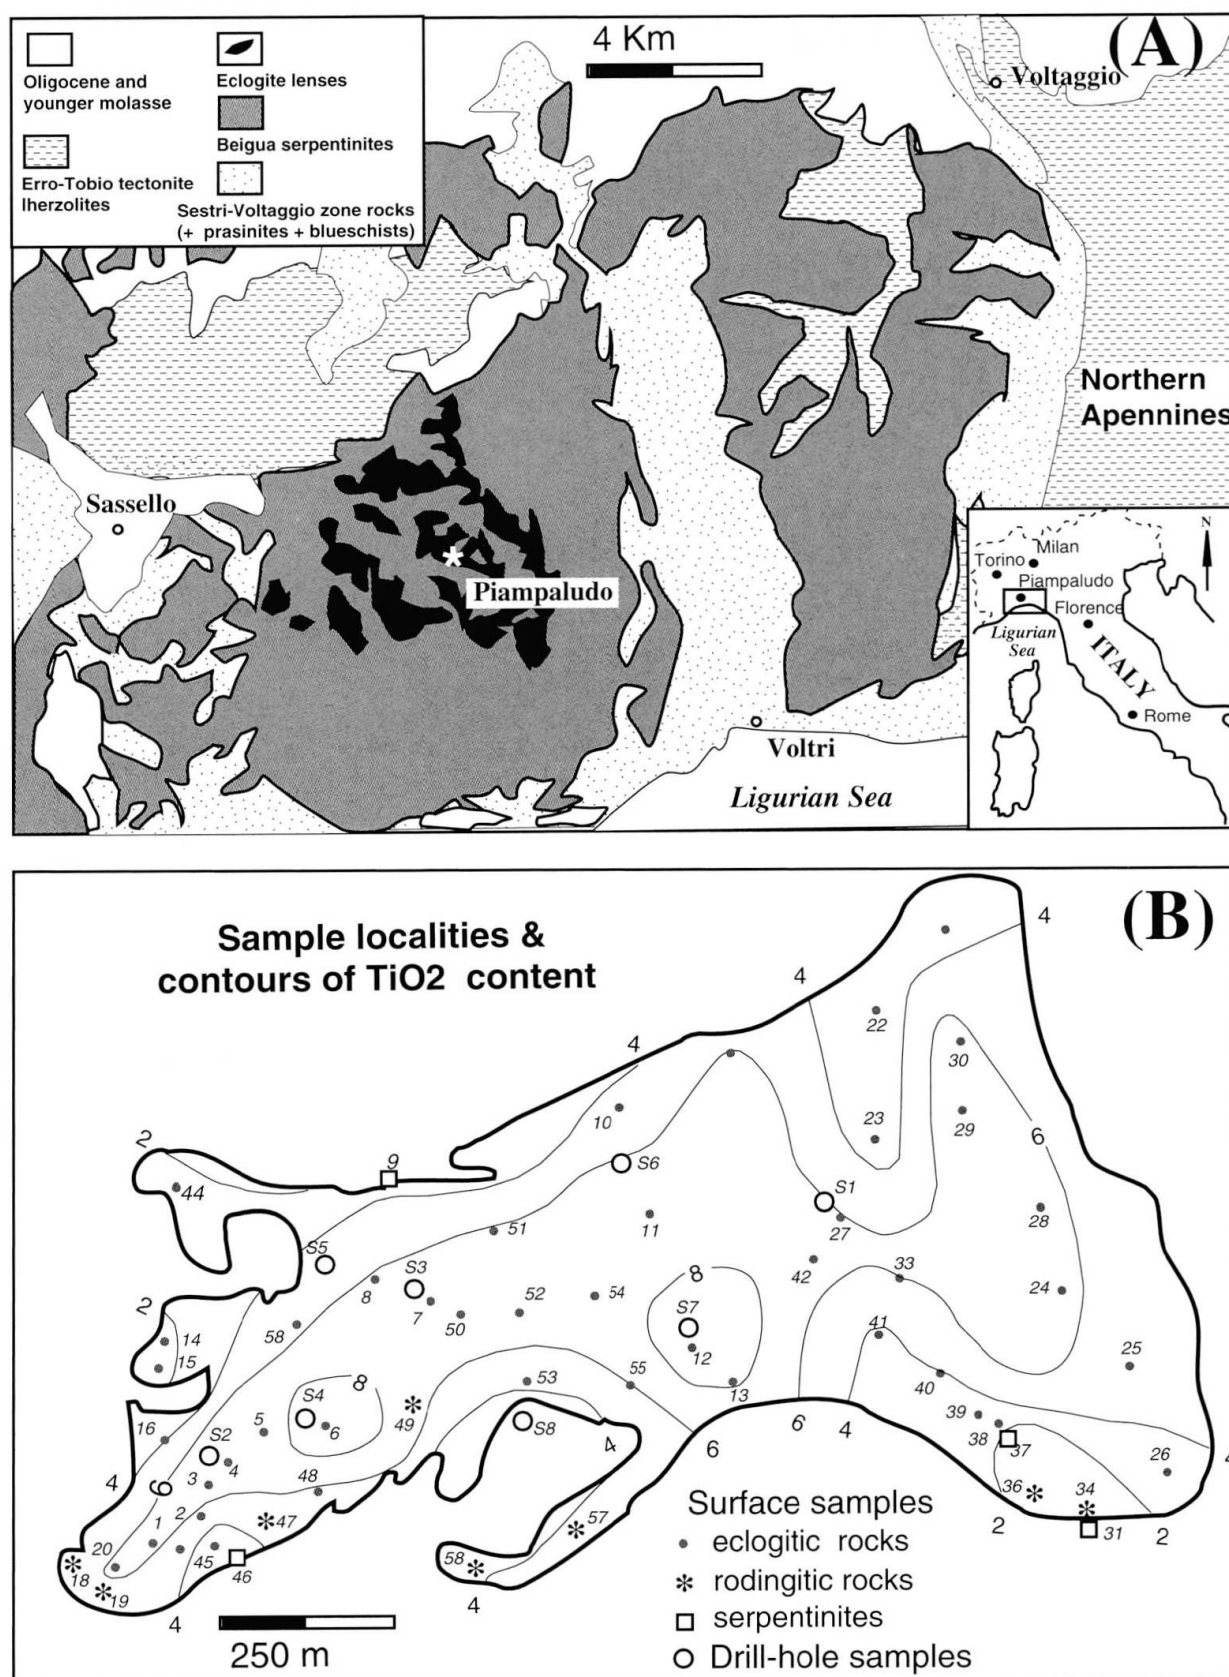 (A)
4 Km
Oligocene and
younger molasse
Eclogite lenses
Beigua serpentinites
Erro-Tobio tectonite
lherzolites
Sestri-Voltaggio zone rocks
(+ prasinites + blueschists)
Voltaggio
Northern
Apennines
Sassello
*
Piampaludo
Voltri
Ligurian Sea
N
Milan
Torino
Piampaludo
Florence
Ligurian
Sea
ITALY
Rome
(B)
Sample localities &
contours of TiO2 content
4
4
22
4
30
10
23
29
6
2
9
S6
44
S1
51
11
27
28
S5
S3
42
33
8
8
52
54
24
2
7
50
S7
58
14
41
12
25
15
55
53
40
13
S4
8
16
5
6
49
S8
39
6
4
S2
38
37
26
4
6
4
4
3
4
6
48
36
34
2
47
57
1
2
31
2
20
45
46
58
18
19
4
4
250 m
Surface samples
eclogitic rocks
rodingitic rocks
serpentinites
Drill-hole samples